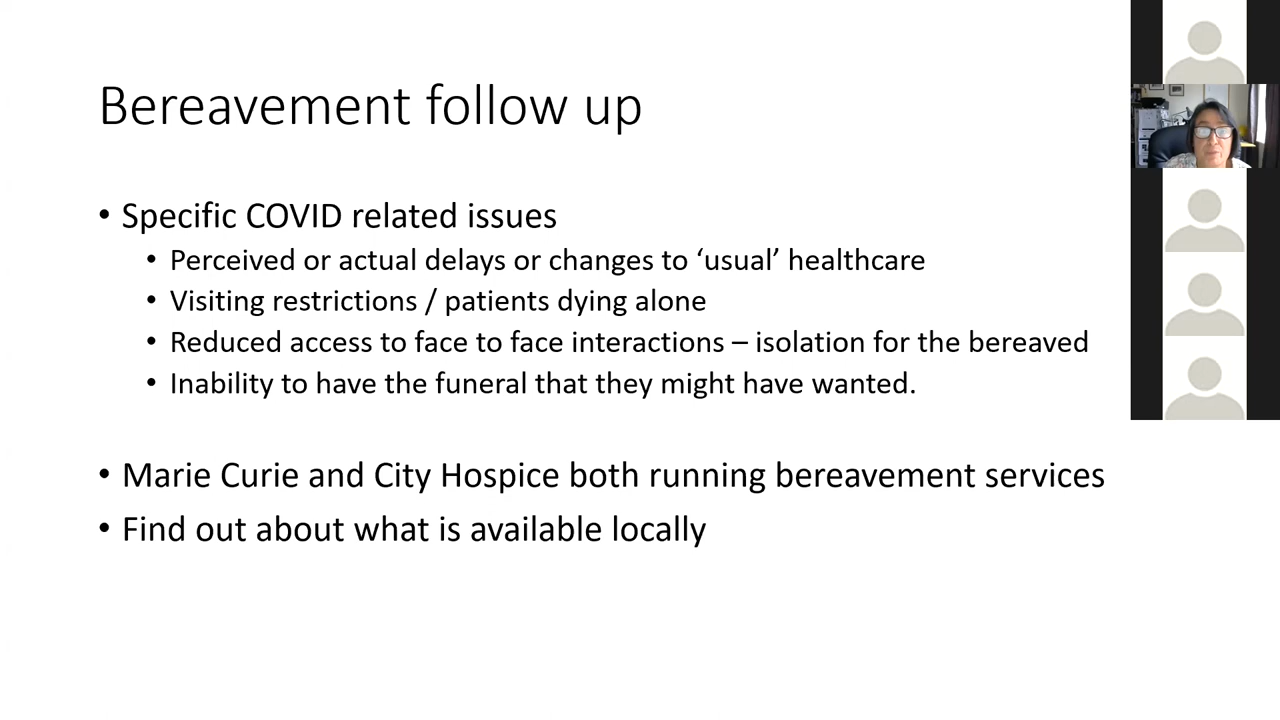 Bereavement follow up
• Specific COVID related issues
• Perceived or actual delays or changes to ‘usual’ healthcare
• Visiting restrictions / patients dying alone
• Reduced access to face to face interactions – isolation for the bereaved
• Inability to have the funeral that they might have wanted.
• Marie Curie and City Hospice both running bereavement services
• Find out about what is available locally